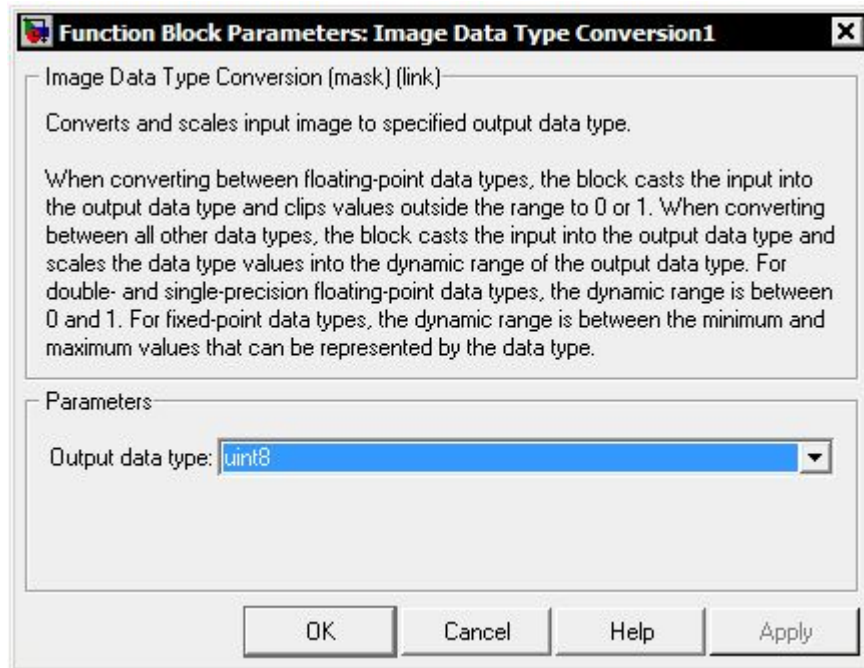 Function Block Parameters: Image Data Type Conversion1
Image Data Type Conversion (mask) (link)
Converts and scales input image to specified output data type.
When converting between floating-point data types, the block casts the input into
the output data type and clips values outside the range to 0 or 1. When converting
between all other data types, the block casts the input into the output data type and
scales the data type values into the dynamic range of the output data type. For
double- and single-precision floating-point data types, the dynamic range is between
0 and 1. For fixed-point data types, the dynamic range is between the minimum and
maximum values that can be represented by the data type.
Parameters
Output data type: uint8
OK Cancel Help Apply